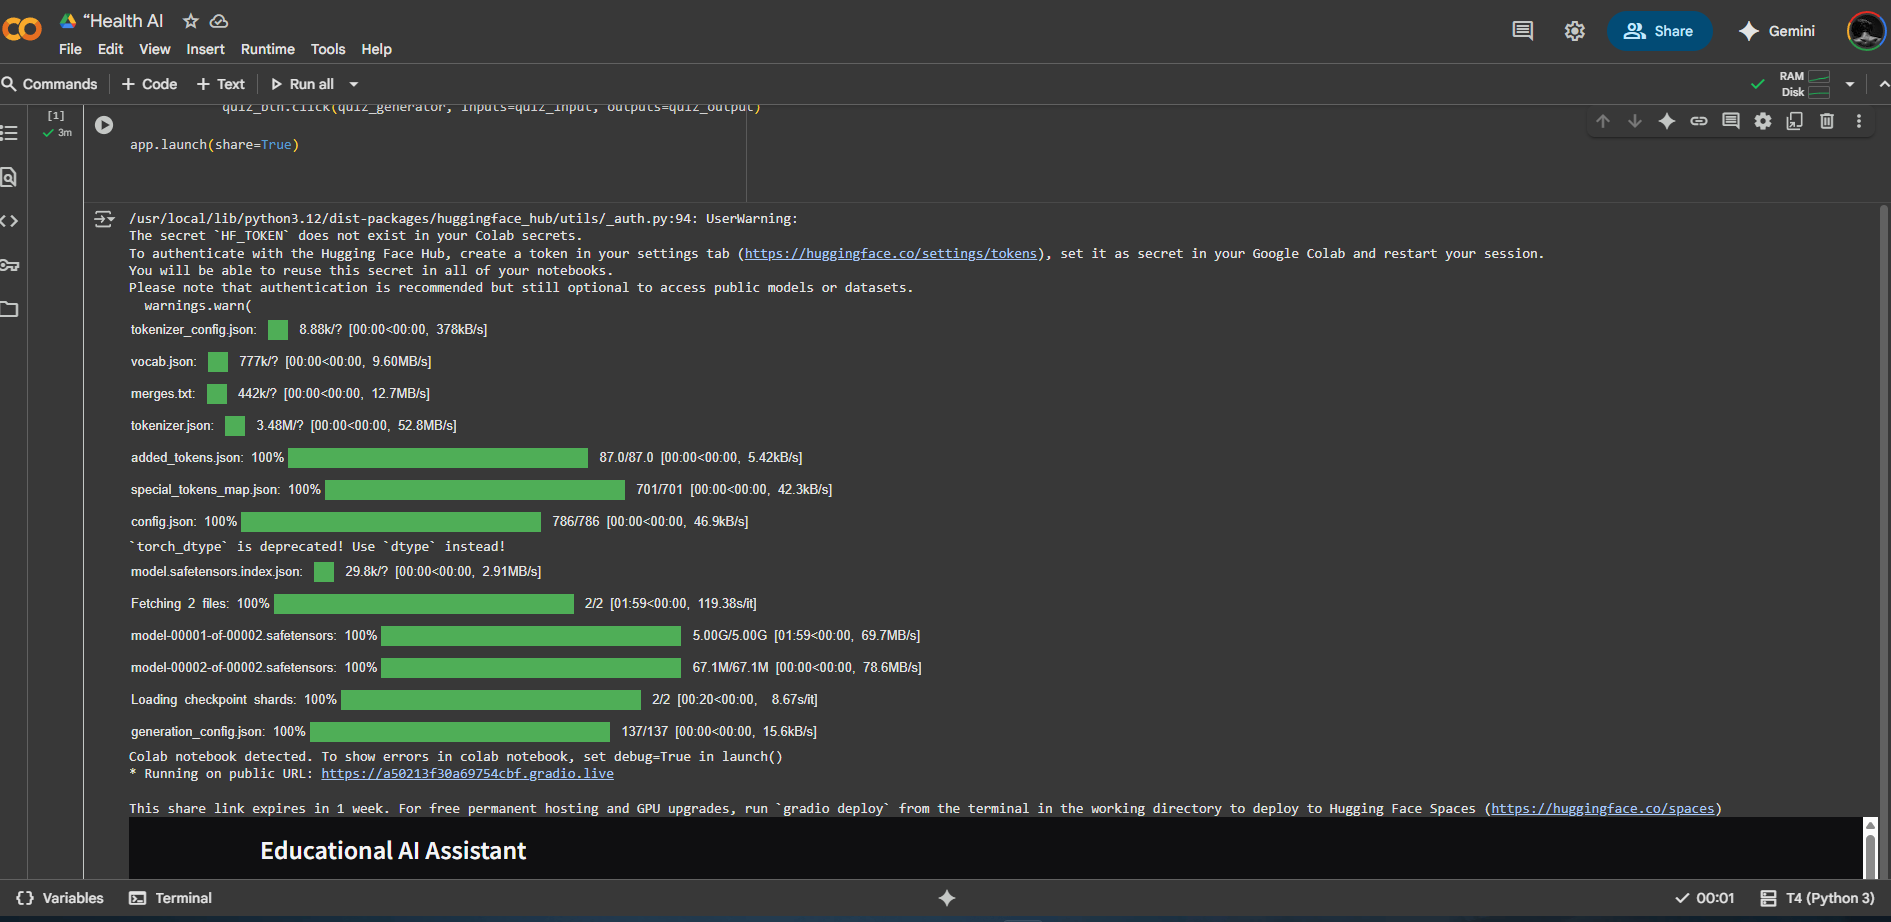 “Health AI
File Edit View Insert Runtime Tools Help
Share
Gemini
Commands + Code + Text Run all
RAM
Disk
[1]
3m
quiz_btn.click(quiz_generator, inputs=quiz_input, outputs=quiz_output)
app.launch(share=True)
/usr/local/lib/python3.12/dist-packages/huggingface_hub/utils/_auth.py:94: UserWarning:
The secret `HF_TOKEN` does not exist in your Colab secrets.
To authenticate with the Hugging Face Hub, create a token in your settings tab (https://huggingface.co/settings/tokens), set it as secret in your Google Colab and restart your session.
You will be able to reuse this secret in all of your notebooks.
Please note that authentication is recommended but still optional to access public models or datasets.
warnings.warn(
tokenizer_config.json: 8.88k/? [00:00<00:00, 378kB/s]
vocab.json: 777k/? [00:00<00:00, 9.60MB/s]
merges.txt: 442k/? [00:00<00:00, 12.7MB/s]
tokenizer.json: 3.48M/? [00:00<00:00, 52.8MB/s]
added_tokens.json: 100% 87.0/87.0 [00:00<00:00, 5.42kB/s]
special_tokens_map.json: 100% 701/701 [00:00<00:00, 42.3kB/s]
config.json: 100% 786/786 [00:00<00:00, 46.9kB/s]
`torch_dtype` is deprecated! Use `dtype` instead!
model.safetensors.index.json: 29.8k/? [00:00<00:00, 2.91MB/s]
Fetching 2 files: 100% 2/2 [01:59<00:00, 119.38s/it]
model-00001-of-00002.safetensors: 100% 5.00G/5.00G [01:59<00:00, 69.7MB/s]
model-00002-of-00002.safetensors: 100% 67.1M/67.1M [00:00<00:00, 78.6MB/s]
Loading checkpoint shards: 100% 2/2 [00:20<00:00, 8.67s/it]
generation_config.json: 100% 137/137 [00:00<00:00, 15.6kB/s]
Colab notebook detected. To show errors in colab notebook, set debug=True in launch()
* Running on public URL: https://a50213f30a69754cbf.gradio.live
This share link expires in 1 week. For free permanent hosting and GPU upgrades, run `gradio deploy` from the terminal in the working directory to deploy to Hugging Face Spaces (https://huggingface.co/spaces)
Educational AI Assistant
Variables Terminal 00:01 T4 (Python 3)